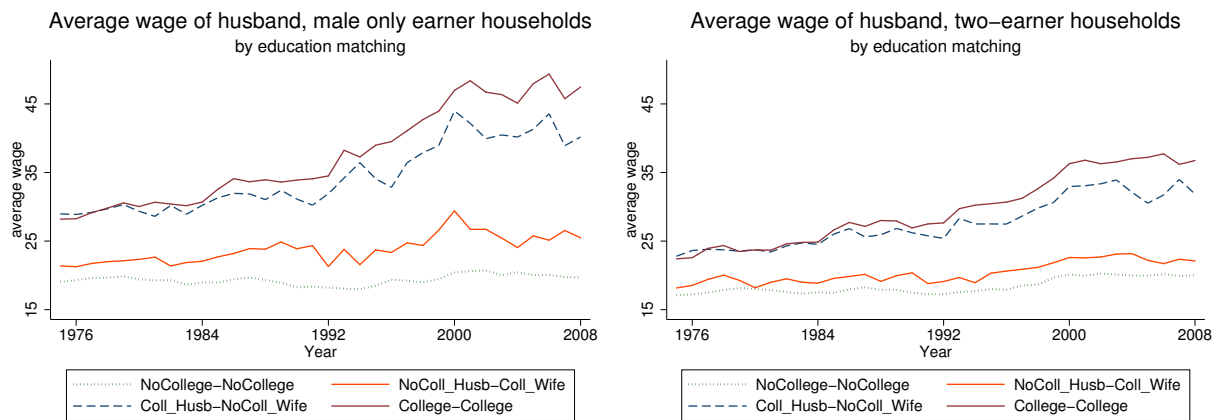 Average wage of husband, male only earner households
by education matching
45
35
25
15
average wage
1976 1984 1992 2000 2008
Year
NoCollege−NoCollege NoColl_Husb−Coll_Wife
Coll_Husb−NoColl_Wife College−College
Average wage of husband, two−earner households
by education matching
45
35
25
15
average wage
1976 1984 1992 2000 2008
Year
NoCollege−NoCollege NoColl_Husb−Coll_Wife
Coll_Husb−NoColl_Wife College−College